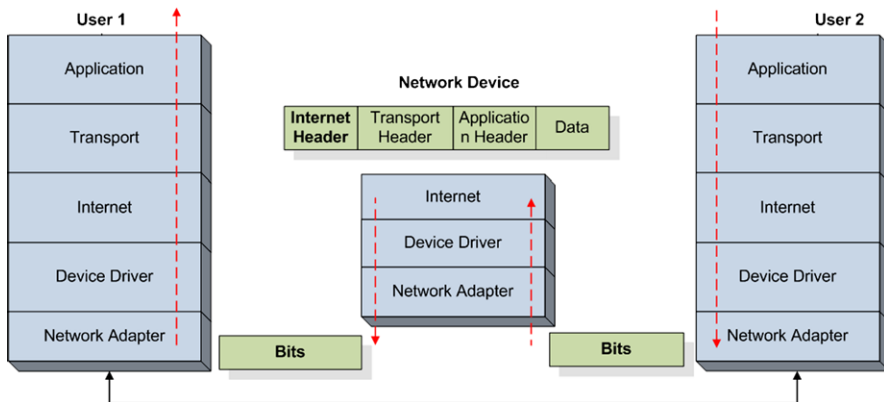 User 1
Application
Transport
Internet
Device Driver
Network Adapter
Bits
Network Device
Internet
Header
Transport
Header
Applicatio
n Header
Data
Internet
Device Driver
Network Adapter
Bits
User 2
Application
Transport
Internet
Device Driver
Network Adapter